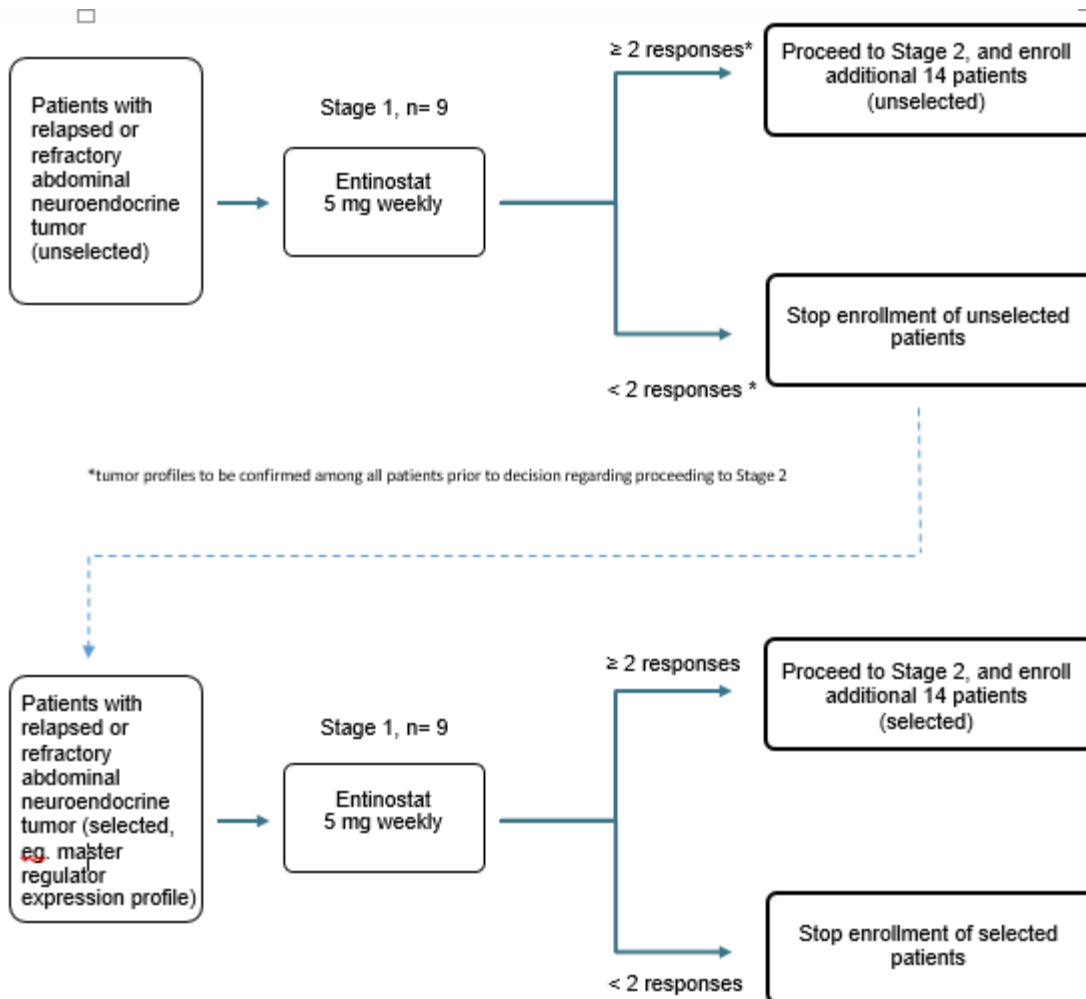 Patients with
relapsed or
refractory
abdominal
neuroendocrine
tumor
(unselected)
Stage 1, n= 9
Entinostat
5 mg weekly
≥ 2 responses*
Proceed to Stage 2, and enroll
additional 14 patients
(unselected)
Stop enrollment of unselected
patients
< 2 responses *
*tumor profiles to be confirmed among all patients prior to decision regarding proceeding to Stage 2
Patients with
relapsed or
refractory
abdominal
neuroendocrine
tumor (selected,
eg. master
regulator
expression profile)
Stage 1, n= 9
Entinostat
5 mg weekly
≥ 2 responses
Proceed to Stage 2, and enroll
additional 14 patients
(selected)
Stop enrollment of selected
patients
< 2 responses